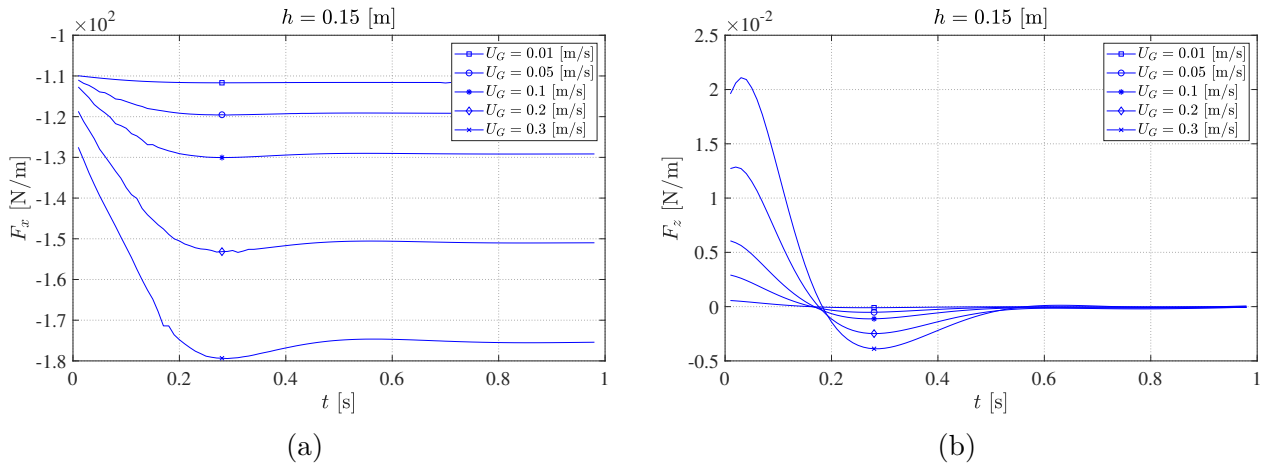 h = 0.15 [m]
×10²
-1
-1.1
-1.2
-1.3
-1.4
-1.5
-1.6
-1.7
-1.8
F_x [N/m]
U_G = 0.01 [m/s]
U_G = 0.05 [m/s]
U_G = 0.1 [m/s]
U_G = 0.2 [m/s]
U_G = 0.3 [m/s]
0 0.2 0.4 0.6 0.8 1
t [s]
(a)
h = 0.15 [m]
×10⁻²
2.5
2
1.5
1
0.5
0
-0.5
F_z [N/m]
U_G = 0.01 [m/s]
U_G = 0.05 [m/s]
U_G = 0.1 [m/s]
U_G = 0.2 [m/s]
U_G = 0.3 [m/s]
0 0.2 0.4 0.6 0.8 1
t [s]
(b)